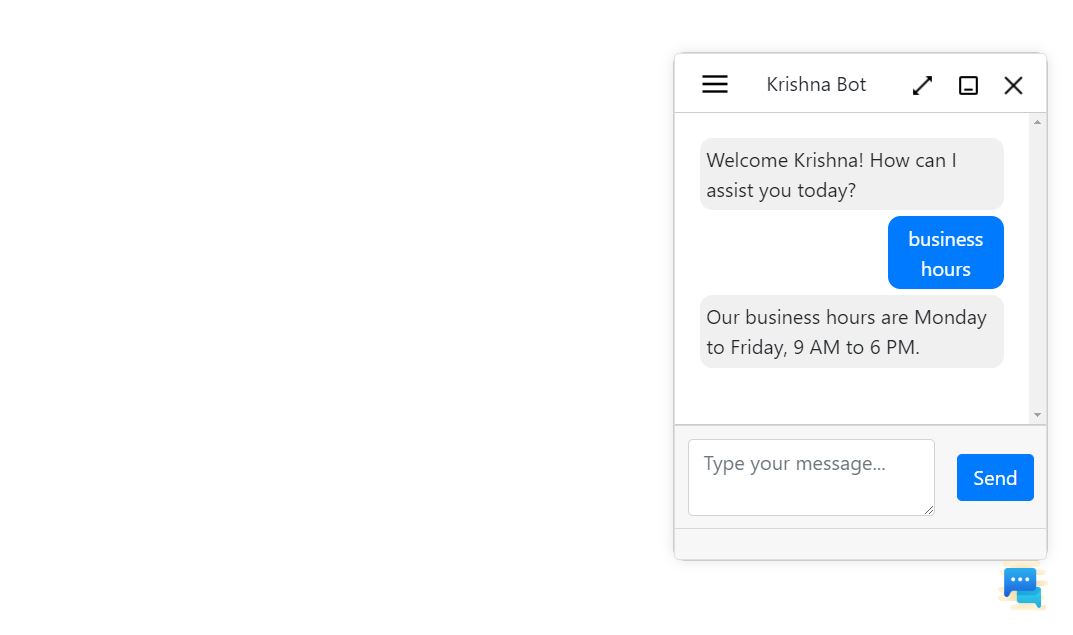 Krishna Bot
Welcome Krishna! How can I
assist you today?
business
hours
Our business hours are Monday
to Friday, 9 AM to 6 PM.
Type your message...
Send